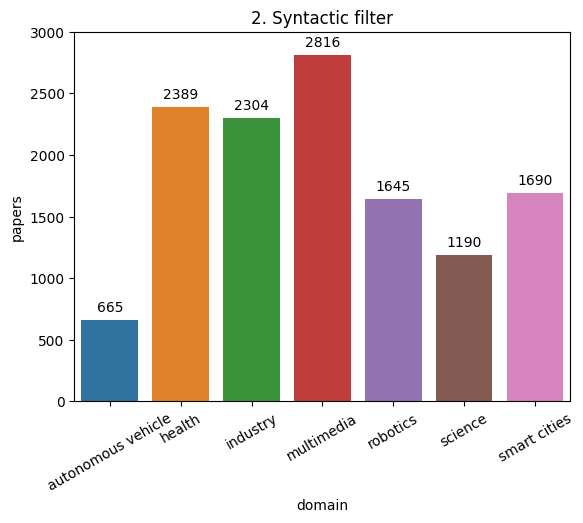 2. Syntactic filter
3000
2500
2000
1500
1000
500
0
papers
665
2389
2304
2816
1645
1190
1690
autonomous vehicle
health
industry
multimedia
robotics
science
smart cities
domain